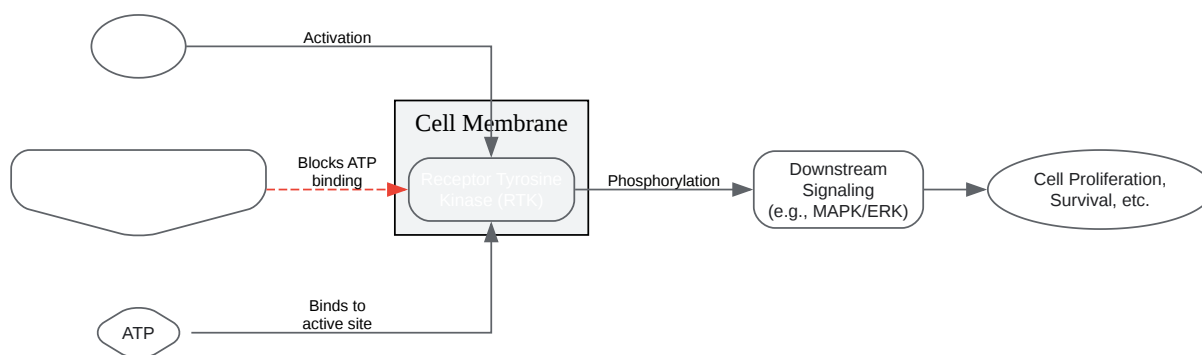 Activation
Cell Membrane
Blocks ATP
binding
Receptor Tyrosine
Kinase (RTK)
Phosphorylation
Downstream
Signaling
(e.g., MAPK/ERK)
Cell Proliferation,
Survival, etc.
Binds to
active site
ATP